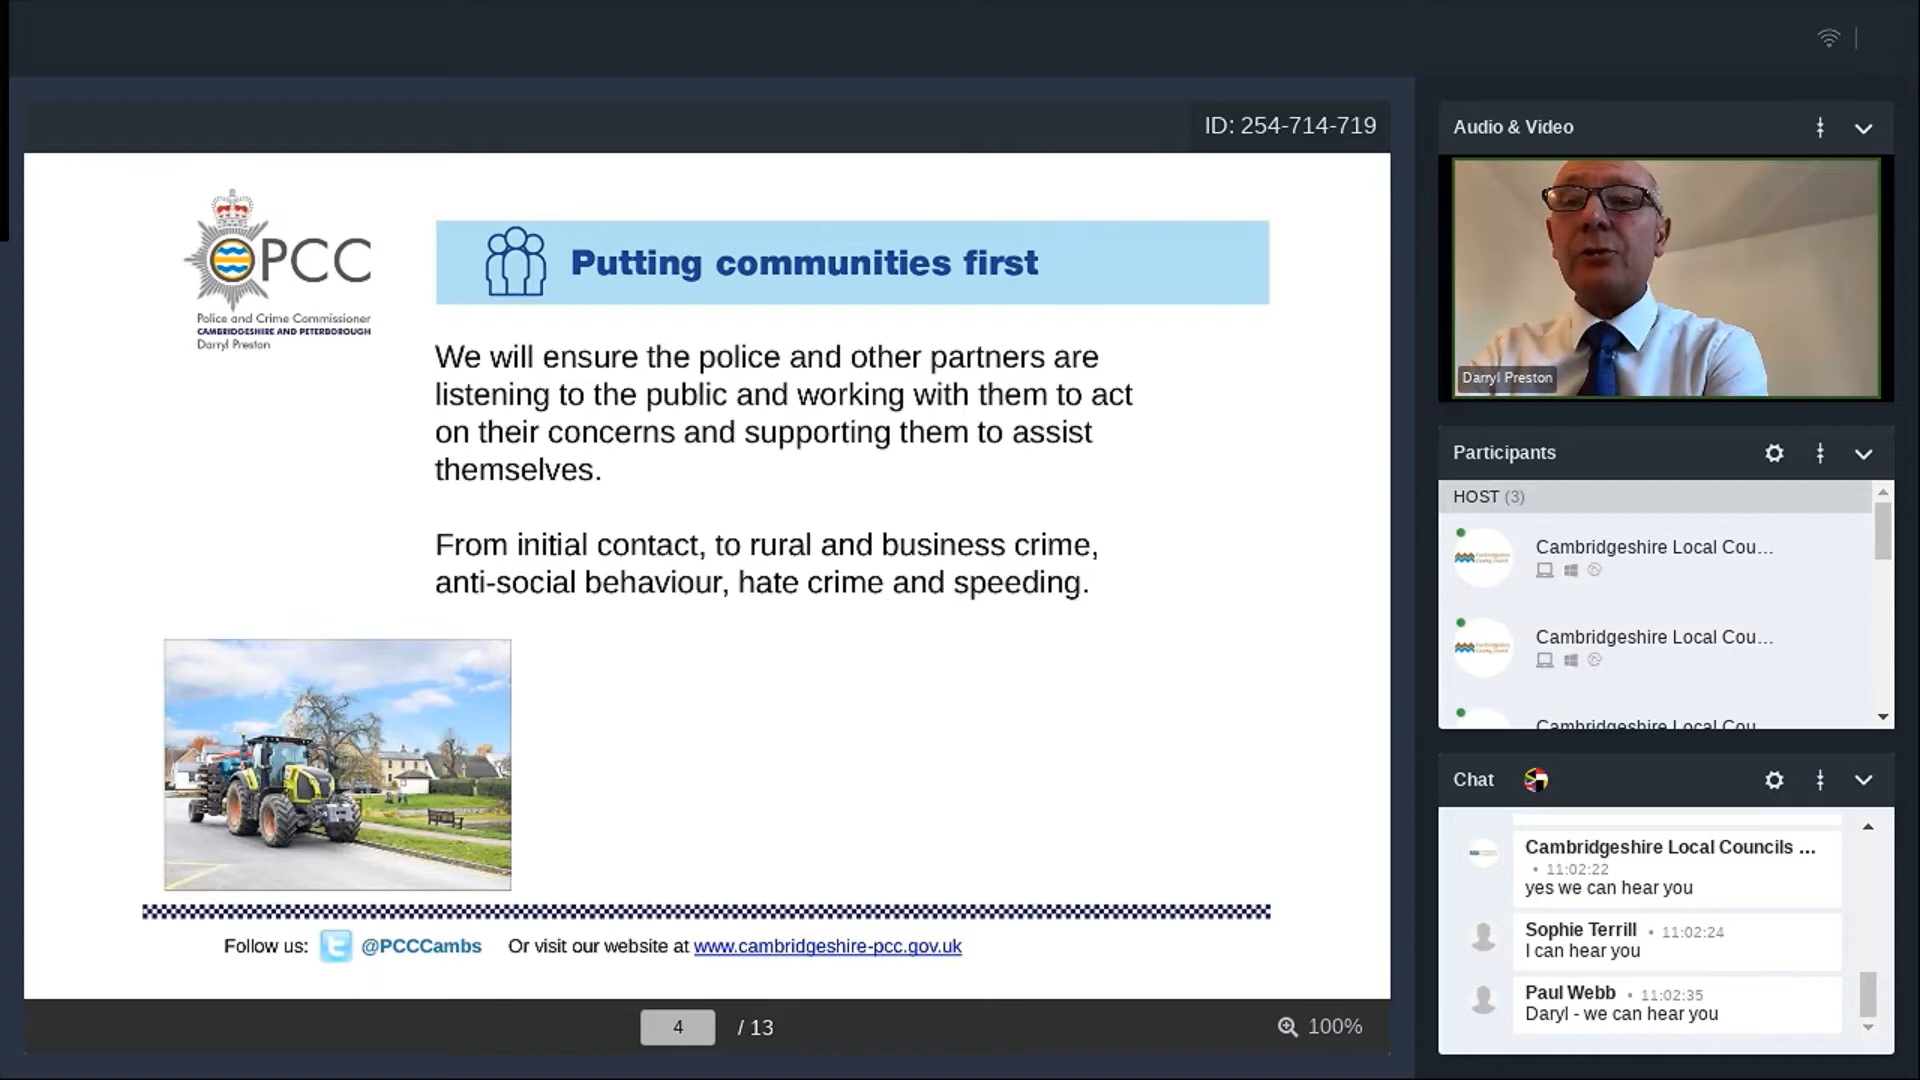 ID: 254-714-719
OPCC
Police and Crime Commissioner
CAMBRIDGESHIRE AND PETERBOROUGH
Darryl Preston
Putting communities first
We will ensure the police and other partners are
listening to the public and working with them to act
on their concerns and supporting them to assist
themselves.
From initial contact, to rural and business crime,
anti-social behaviour, hate crime and speeding.
Follow us: @PCCCambs Or visit our website at www.cambridgeshire-pcc.gov.uk
4 / 13
100%
Audio & Video
Darryl Preston
Participants
HOST (3)
Cambridgeshire Local Cou...
Cambridgeshire Local Cou...
Cambridgeshire Local Cou
Chat
Cambridgeshire Local Councils ...
• 11:02:22
yes we can hear you
Sophie Terrill • 11:02:24
I can hear you
Paul Webb • 11:02:35
Daryl - we can hear you